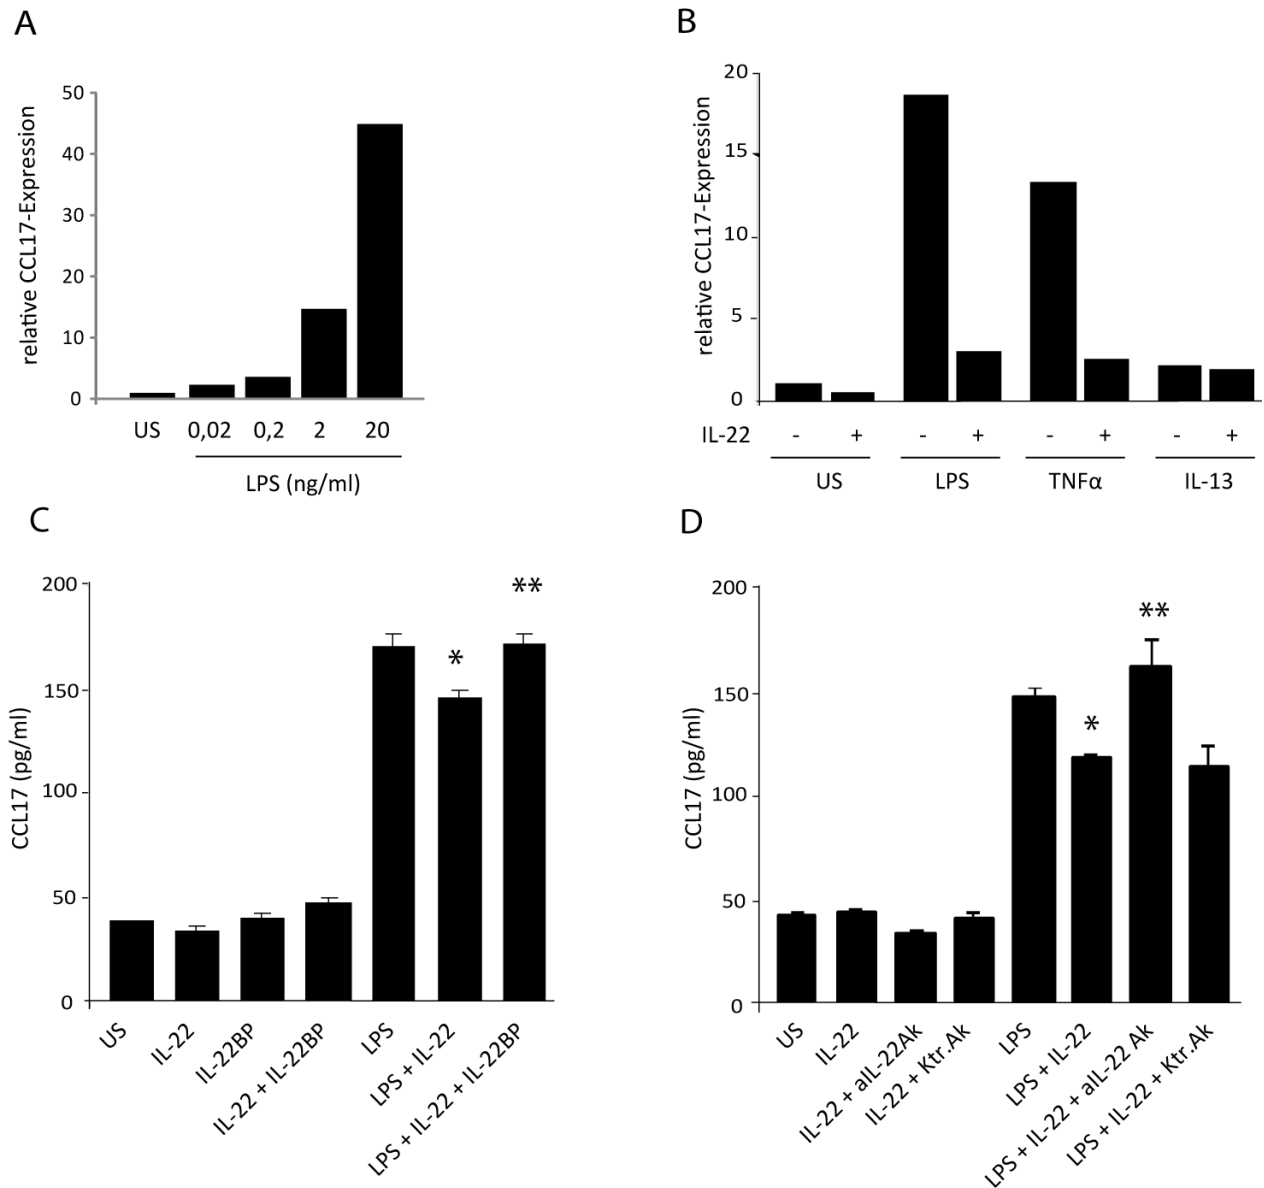 A
relative CCL17-Expression
50
40
30
20
10
0
US 0,02 0,2 2 20
LPS (ng/ml)
B
relative CCL17-Expression
20
15
10
5
0
IL-22 - + - + - + - +
US LPS TNFα IL-13
C
CCL17 (pg/ml)
200
150
100
50
0
*
**
US
IL-22
IL-22BP
IL-22 + IL-22BP
LPS
LPS + IL-22
LPS + IL-22 + IL-22BP
D
CCL17 (pg/ml)
200
150
100
50
0
*
**
US
IL-22
IL-22 + aIL-22Ak
IL-22 + Ktr.Ak
LPS
LPS + IL-22
LPS + IL-22 + aIL-22 Ak
LPS + IL-22 + Ktr.Ak